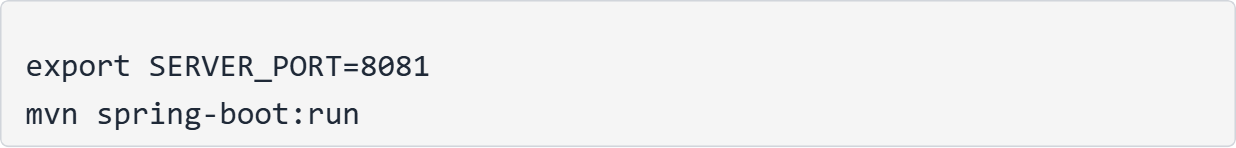 export SERVER_PORT=8081
mvn spring-boot:run